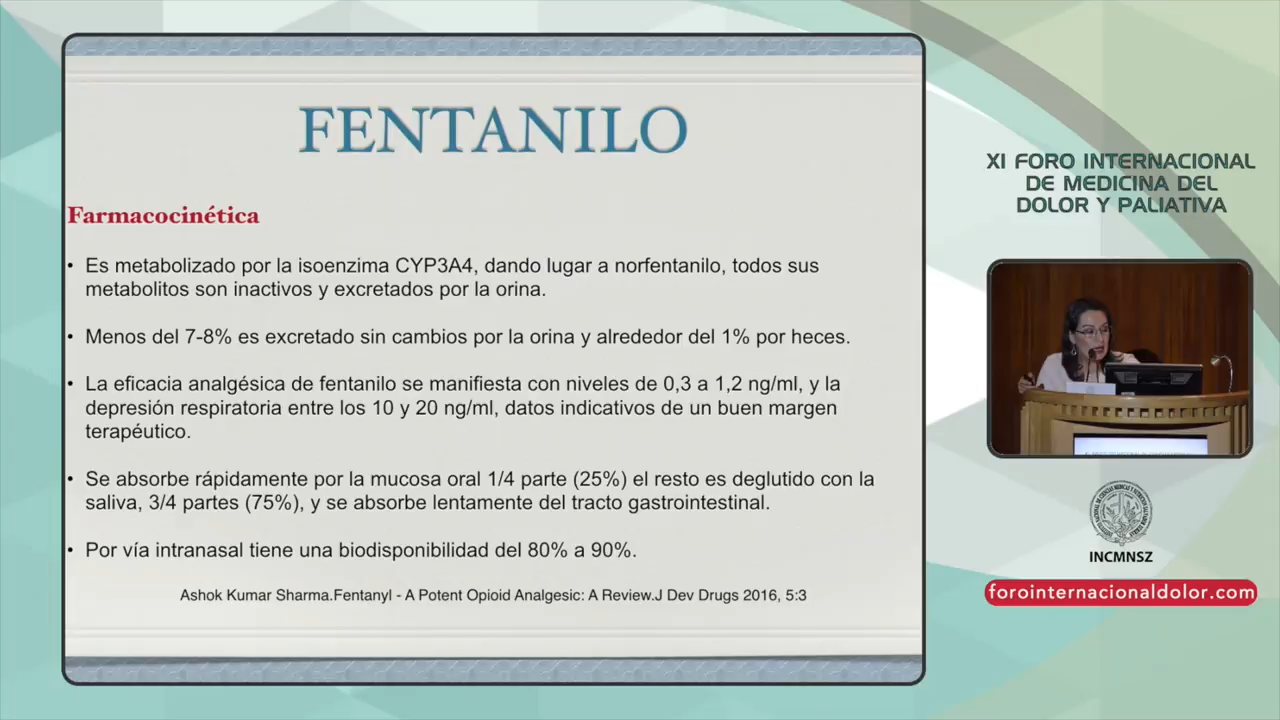 FENTANILO
Farmacocinética
• Es metabolizado por la isoenzima CYP3A4, dando lugar a norfentanilo, todos sus
metabolitos son inactivos y excretados por la orina.
• Menos del 7-8% es excretado sin cambios por la orina y alrededor del 1% por heces.
• La eficacia analgésica de fentanilo se manifiesta con niveles de 0,3 a 1,2 ng/ml, y la
depresión respiratoria entre los 10 y 20 ng/ml, datos indicativos de un buen margen
terapéutico.
• Se absorbe rápidamente por la mucosa oral 1/4 parte (25%) el resto es deglutido con la
saliva, 3/4 partes (75%), y se absorbe lentamente del tracto gastrointestinal.
• Por vía intranasal tiene una biodisponibilidad del 80% a 90%.
Ashok Kumar Sharma.Fentanyl - A Potent Opioid Analgesic: A Review.J Dev Drugs 2016, 5:3
XI FORO INTERNACIONAL
DE MEDICINA DEL
DOLOR Y PALIATIVA
INCMNSZ
forointernacionaldolor.com